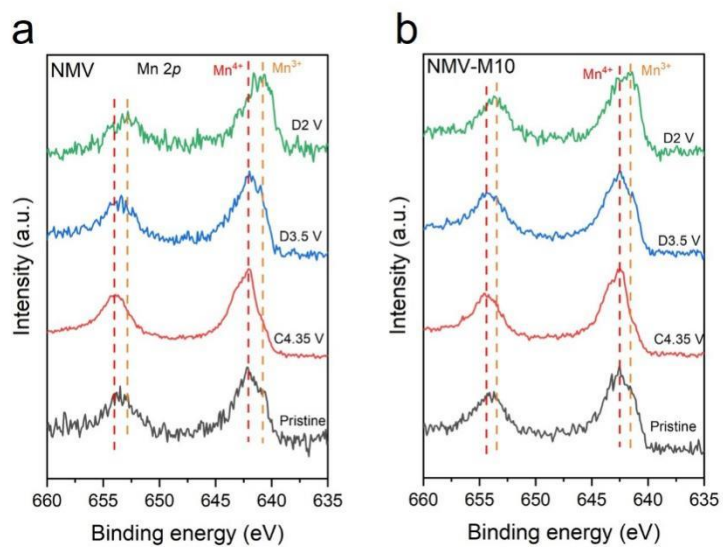 a
NMV
Mn 2p
Mn⁴⁺
Mn³⁺
D2 V
D3.5 V
C4.35 V
Pristine
Intensity (a.u.)
660 655 650 645 640 635
Binding energy (eV)
b
NMV-M10
Mn⁴⁺
Mn³⁺
D2 V
D3.5 V
C4.35 V
Pristine
Intensity (a.u.)
660 655 650 645 640 635
Binding energy (eV)